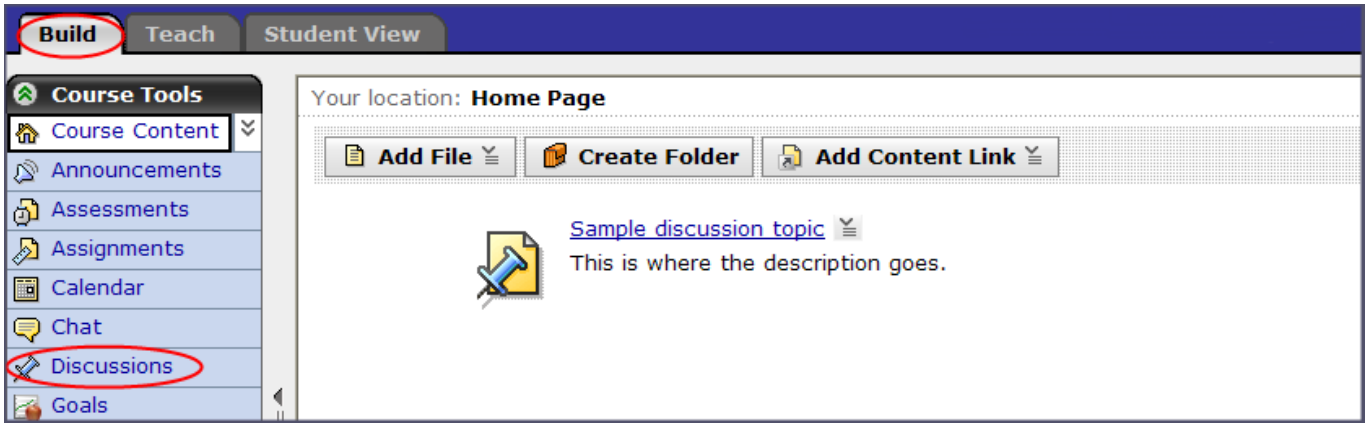 Build Teach Student View
Course Tools
Course Content
Announcements
Assessments
Assignments
Calendar
Chat
Discussions
Goals
Your location: Home Page
Add File Create Folder Add Content Link
Sample discussion topic
This is where the description goes.